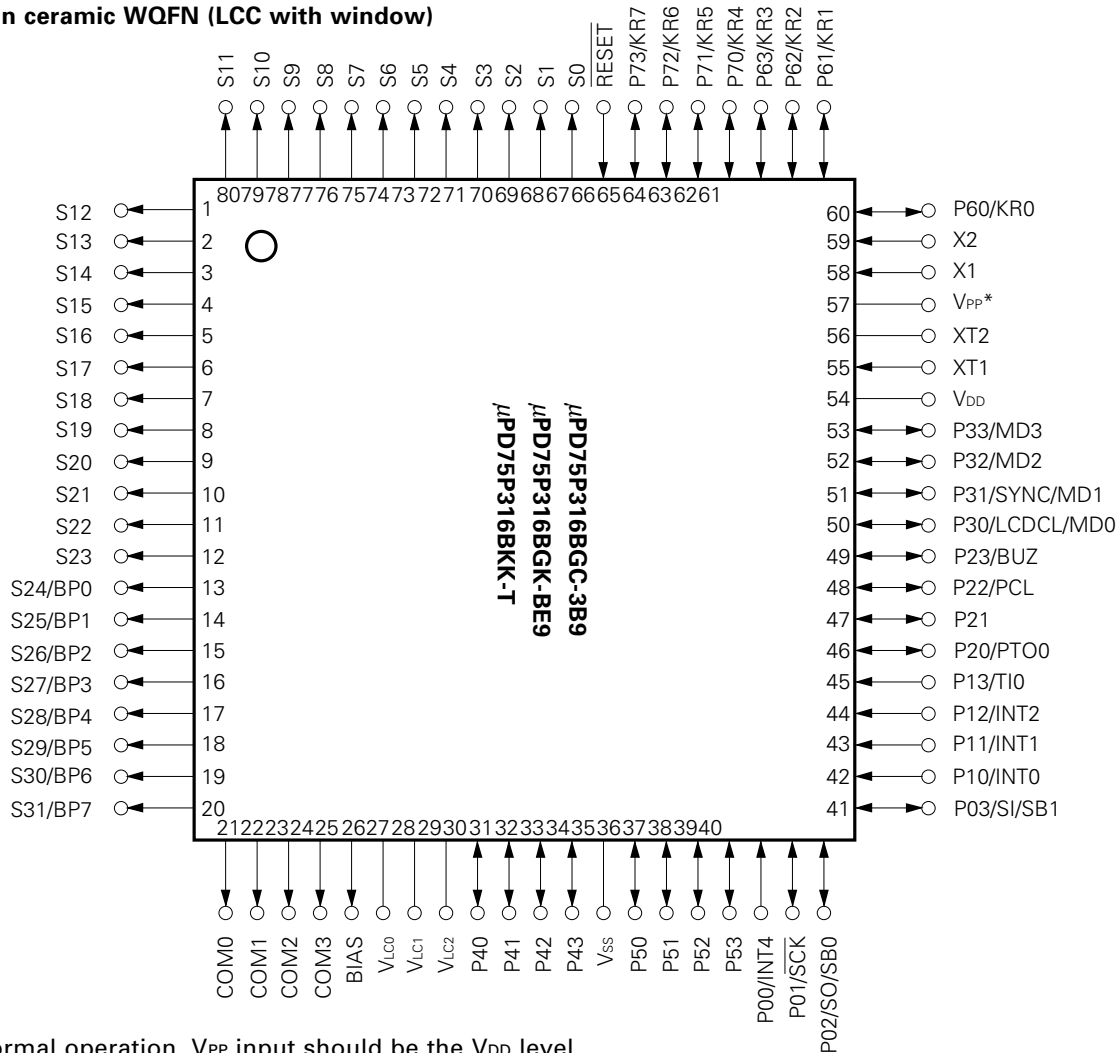 n ceramic WQFN (LCC with window)
S11
S10
S9
S8
S7
S6
S5
S4
S3
S2
S1
S0
RESET
P73/KR7
P72/KR6
P71/KR5
P70/KR4
P63/KR3
P62/KR2
P61/KR1
80 79 78 77 76 75 74 73 72 71 70 69 68 67 66 65 64 63 62 61
S12 1
S13 2
S14 3
S15 4
S16 5
S17 6
S18 7
S19 8
S20 9
S21 10
S22 11
S23 12
S24/BP0 13
S25/BP1 14
S26/BP2 15
S27/BP3 16
S28/BP4 17
S29/BP5 18
S30/BP6 19
S31/BP7 20
μPD75P316BGC-3B9
μPD75P316BGK-BE9
μPD75P316BKK-T
60 P60/KR0
59 X2
58 X1
57 VPP*
56 XT2
55 XT1
54 VDD
53 P33/MD3
52 P32/MD2
51 P31/SYNC/MD1
50 P30/LCDCL/MD0
49 P23/BUZ
48 P22/PCL
47 P21
46 P20/PTO0
45 P13/TI0
44 P12/INT2
43 P11/INT1
42 P10/INT0
41 P03/SI/SB1
21 22 23 24 25 26 27 28 29 30 31 32 33 34 35 36 37 38 39 40
COM0
COM1
COM2
COM3
BIAS
VLC0
VLC1
VLC2
P40
P41
P42
P43
VSS
P50
P51
P52
P53
P00/INT4
P01/SCK
P02/SO/SB0
ormal operation, VPP input should be the VDD level